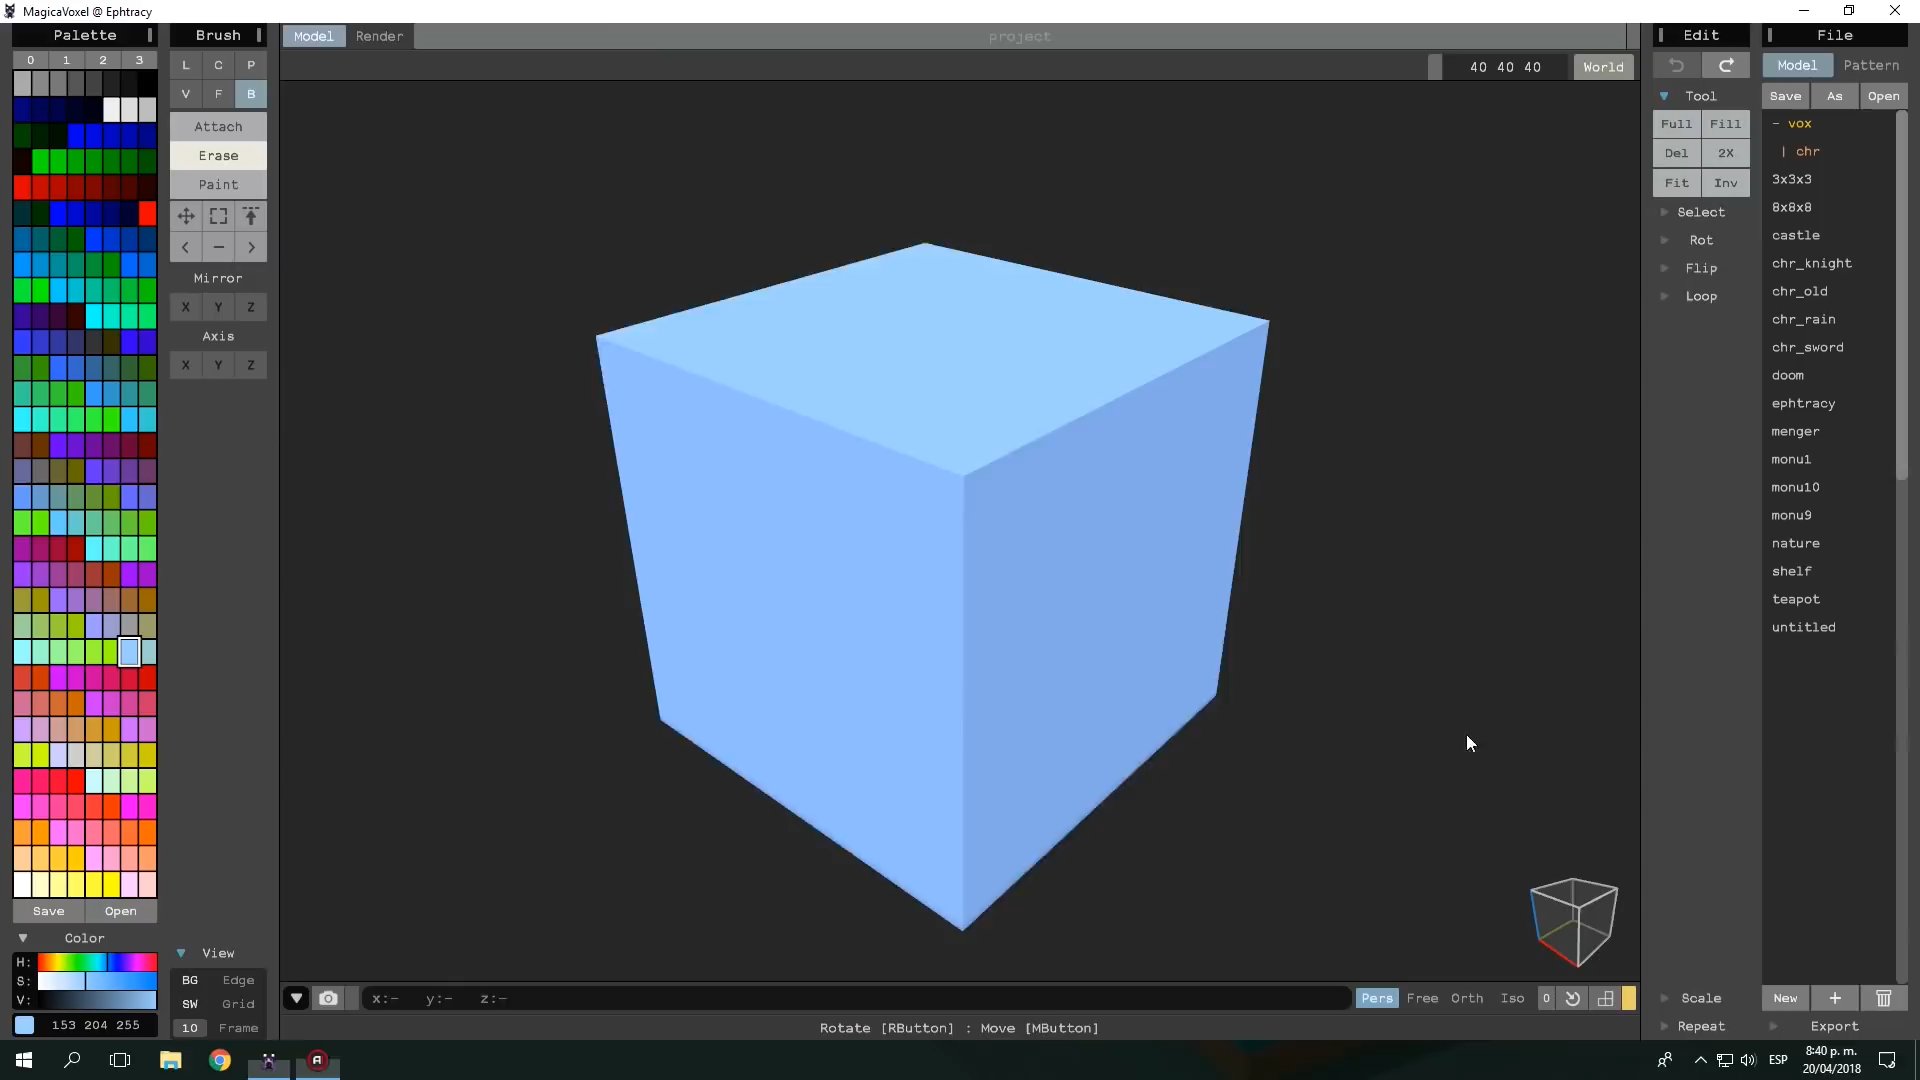 MagicaVoxel @ Ephtracy
Palette
0 1 2 3
Save Open
Color
H:
S:
V:
153 204 255
Brush
L C P
V F B
Attach
Erase
Paint
< − >
Mirror
X Y Z
Axis
X Y Z
View
BG Edge
SW Grid
10 Frame
Model Render project
40 40 40 World
x:- y:- z:-
Pers Free Orth Iso 0
Rotate [RButton] : Move [MButton]
Edit
Tool
Full Fill
Del 2X
Fit Inv
Select
Rot
Flip
Loop
Scale
Repeat
File
Model Pattern
Save As Open
- vox
| chr
3x3x3
8x8x8
castle
chr_knight
chr_old
chr_rain
chr_sword
doom
ephtracy
menger
monu1
monu10
monu9
nature
shelf
teapot
untitled
New +
Export
ESP
8:40 p. m.
20/04/2018